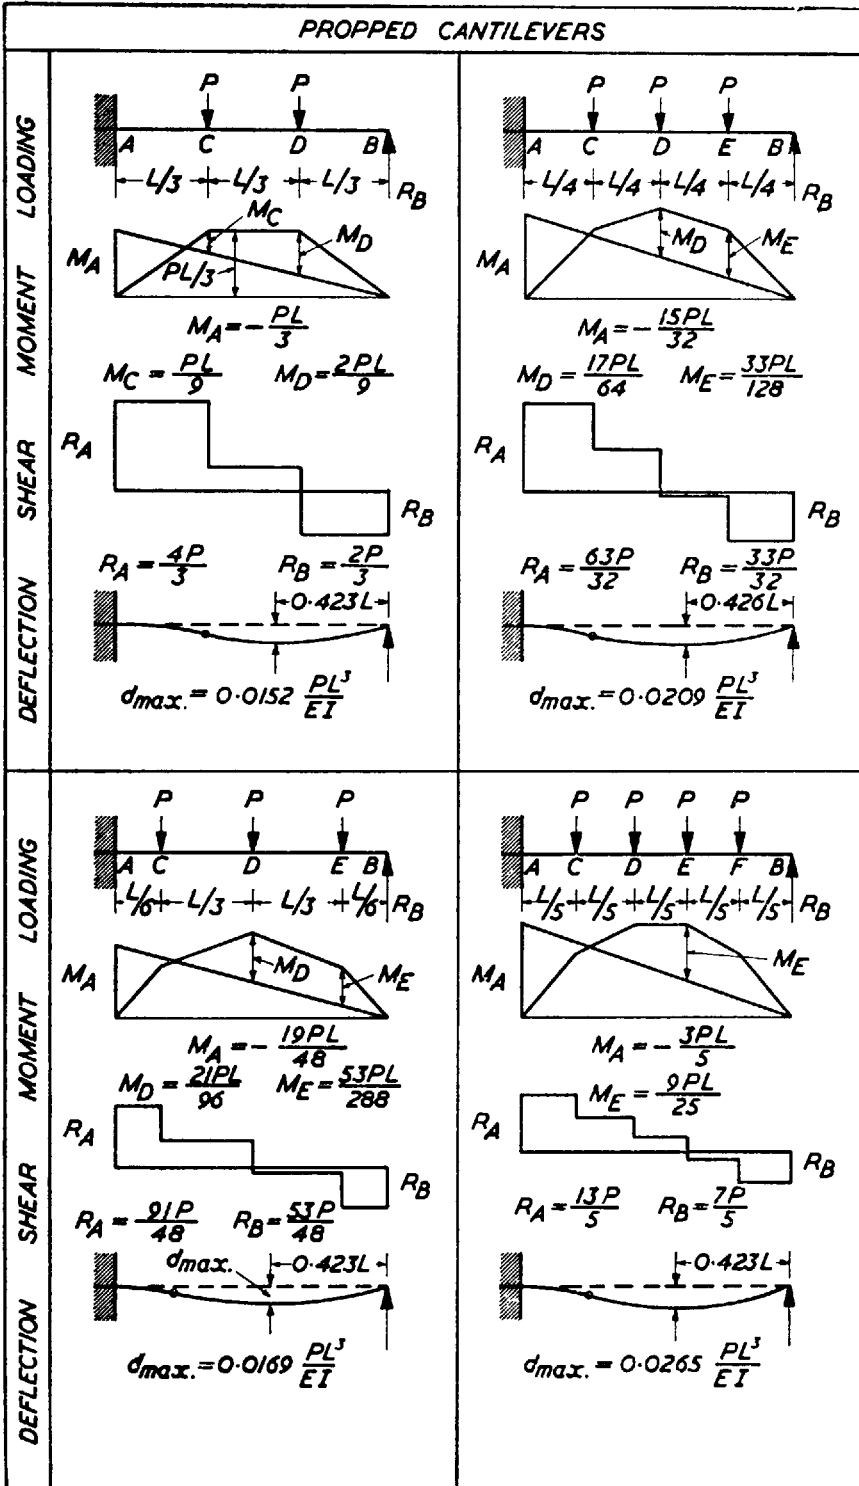 PROPPED CANTILEVERS
LOADING
MOMENT
SHEAR
DEFLECTION
P P
A C D B
L/3 L/3 L/3 R_B
M_C
M_A PL/3 M_D
M_A = - PL/3
M_C = PL/9 M_D = 2PL/9
R_A R_B
R_A = 4P/3 R_B = 2P/3
0·423L
d_max. = 0·0152 PL³/EI
P P P
A C D E B
L/4 L/4 L/4 L/4 R_B
M_A M_D M_E
M_A = - 15PL/32
M_D = 17PL/64 M_E = 33PL/128
R_A R_B
R_A = 63P/32 R_B = 33P/32
0·426L
d_max. = 0·0209 PL³/EI
LOADING
MOMENT
SHEAR
DEFLECTION
P P P
A C D E B
L/6 L/3 L/3 L/6 R_B
M_A M_D M_E
M_A = - 19PL/48
M_D = 21PL/96 M_E = 53PL/288
R_A R_B
R_A = 91P/48 R_B = 53P/48
d_max. 0·423L
d_max. = 0·0169 PL³/EI
P P P P
A C D E F B
L/5 L/5 L/5 L/5 L/5 R_B
M_A M_E
M_A = - 3PL/5
M_E = 9PL/25
R_A R_B
R_A = 13P/5 R_B = 7P/5
0·423L
d_max. = 0·0265 PL³/EI